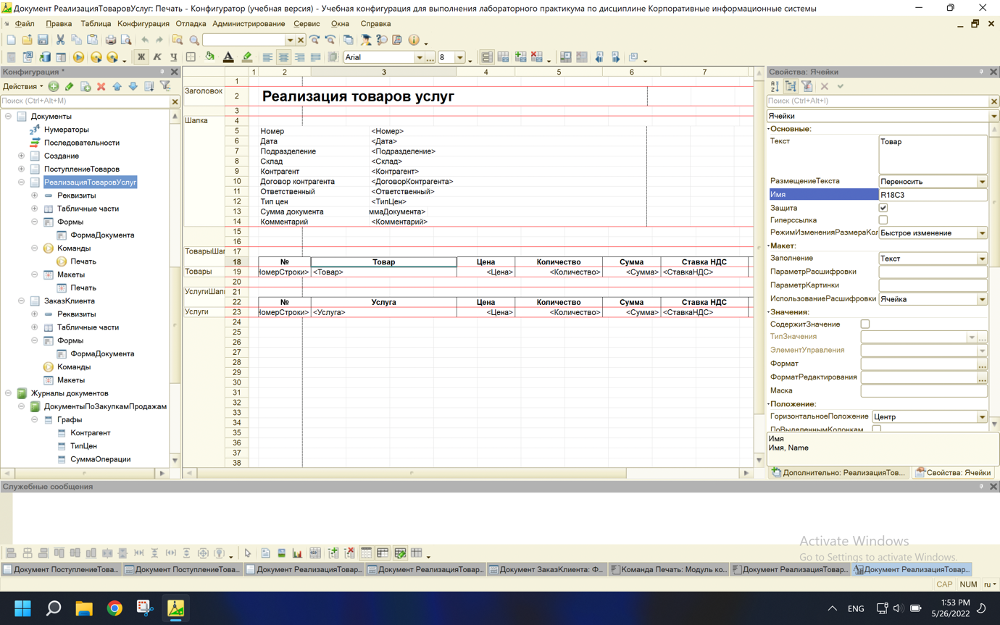 Документ РеализацияТоваровУслуг: Печать - Конфигуратор (учебная версия) - Учебная конфигурация для выполнения лабораторного практикума по дисциплине Корпоративные информационные системы
Файл Правка Таблица Конфигурация Отладка Администрирование Сервис Окна Справка
Ж К Ч А Arial 8
Конфигурация *
Действия
Поиск (Ctrl+Alt+M)
Документы
Нумераторы
Последовательности
Создание
ПоступлениеТоваров
РеализацияТоваровУслуг
Реквизиты
Табличные части
Формы
ФормаДокумента
Команды
Печать
Макеты
Печать
ЗаказКлиента
Реквизиты
Табличные части
Формы
ФормаДокумента
Команды
Макеты
Журналы документов
ДокументыПоЗакупкамПродажам
Графы
Контрагент
ТипЦен
СуммаОперации
1 2 3 4 5 6 7
1
Заголовок 2 Реализация товаров услуг
3
Шапка 4
5 Номер <Номер>
6 Дата <Дата>
7 Подразделение <Подразделение>
8 Склад <Склад>
9 Контрагент <Контрагент>
10 Договор контрагента <ДоговорКонтрагента>
11 Ответственный <Ответственный>
12 Тип цен <ТипЦен>
13 Сумма документа ммаДокумента>
14 Комментарий <Комментарий>
15
16
ТоварыШап 17
18 № Товар Цена Количество Сумма Ставка НДС
Товары 19 НомерСтроки> <Товар> <Цена> <Количество> <Сумма> <СтавкаНДС>
20
УслугиШап 21
22 № Услуга Цена Количество Сумма Ставка НДС
Услуги 23 НомерСтроки> <Услуга> <Цена> <Количество> <Сумма> <СтавкаНДС>
24
25
26
27
28
29
30
31
32
33
34
35
36
37
38
Свойства: Ячейки
Поиск (Ctrl+Alt+I)
Ячейки
Основные:
Текст Товар
РазмещениеТекста Переносить
Имя R18C3
Защита
Гиперссылка
РежимИзмененияРазмераКол Быстрое изменение
Макет:
Заполнение Текст
ПараметрРасшифровки
ПараметрКартинки
ИспользованиеРасшифровки Ячейка
Значения:
СодержитЗначение
ТипЗначения
ЭлементУправления
Формат
ФорматРедактирования
Маска
Положение:
ГоризонтальноеПоложение Центр
ПоВыделеннымКолонкам
Имя
Имя, Name
Дополнительно: РеализацияТов... Свойства: Ячейки
Служебные сообщения
Activate Windows
Go to Settings to activate Windows.
Документ ПоступлениеТова... Документ ПоступлениеТова... Документ РеализацияТовар... Документ РеализацияТовар... Документ ЗаказКлиента: Ф... Команда Печать: Модуль ко... Документ РеализацияТовар... Документ РеализацияТовар...
CAP NUM ru
ENG 1:53 PM
5/26/2022